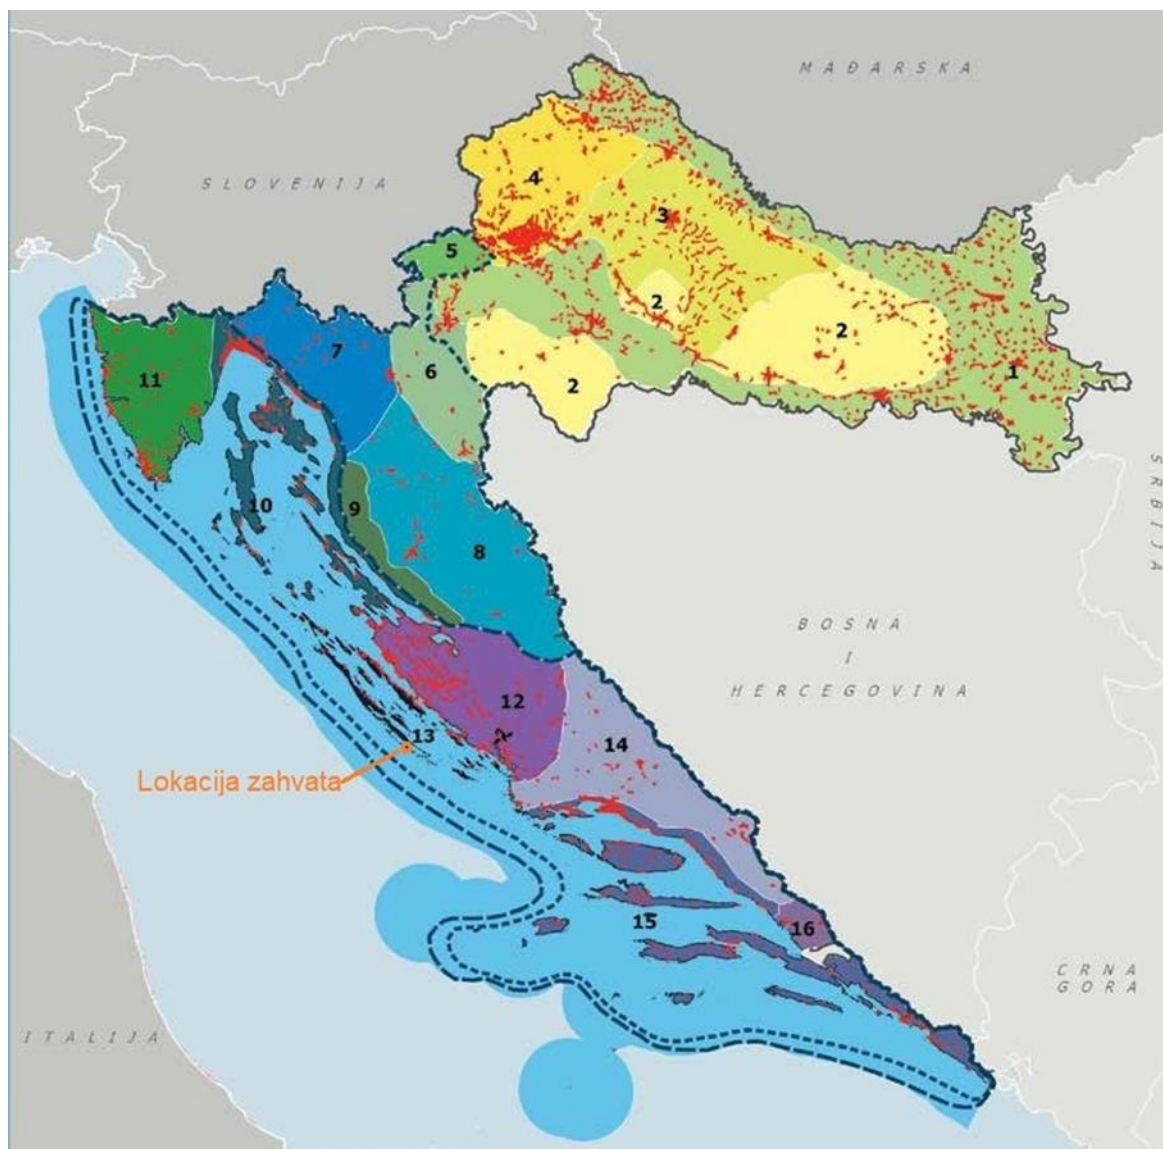 MAĐARSKA
SLOVENIJA
4
3
5
2
2
2
7
11
6
1
SRBIJA
10
9
8
BOSNA
I
HERCEGOVINA
12
13
14
Lokacija zahvata
15
16
CRNA
GORA
ITALIJA